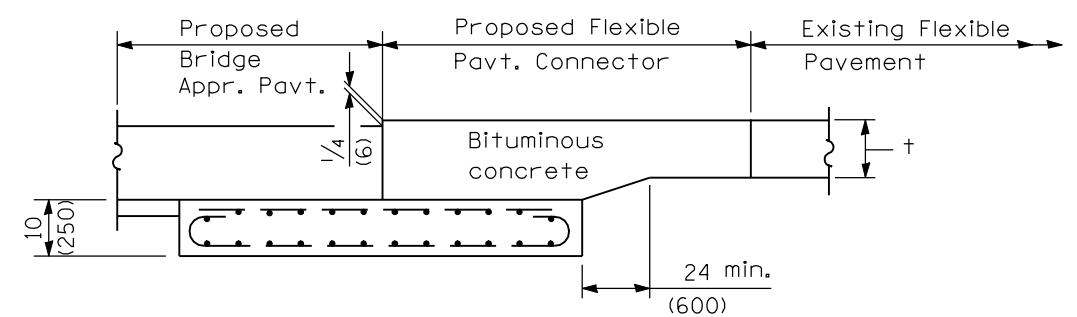 Proposed
Bridge
Appr. Pavt.
Proposed Flexible
Pavt. Connector
Existing Flexible
Pavement
1/4
(6)
Bituminous
concrete
t
10
(250)
24 min.
(600)